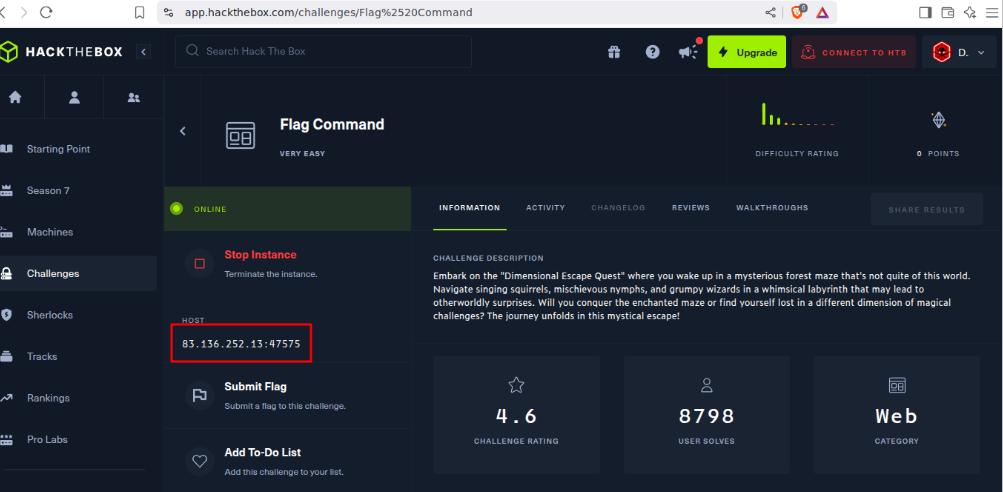 app.hackthebox.com/challenges/Flag%2520Command
6
HACKTHEBOX
Search Hack The Box
Upgrade
CONNECT TO HTB
D.
Starting Point
Season 7
Machines
Challenges
Sherlocks
Tracks
Rankings
Pro Labs
Flag Command
VERY EASY
DIFFICULTY RATING
0 POINTS
ONLINE
Stop Instance
Terminate the instance.
HOST
83.136.252.13:47575
Submit Flag
Submit a flag to this challenge.
Add To-Do List
Add this challenge to your list.
INFORMATION
ACTIVITY
CHANGELOG
REVIEWS
WALKTHROUGHS
SHARE RESULTS
CHALLENGE DESCRIPTION
Embark on the "Dimensional Escape Quest" where you wake up in a mysterious forest maze that's not quite of this world.
Navigate singing squirrels, mischievous nymphs, and grumpy wizards in a whimsical labyrinth that may lead to
otherworldly surprises. Will you conquer the enchanted maze or find yourself lost in a different dimension of magical
challenges? The journey unfolds in this mystical escape!
4.6
CHALLENGE RATING
8798
USER SOLVES
Web
CATEGORY